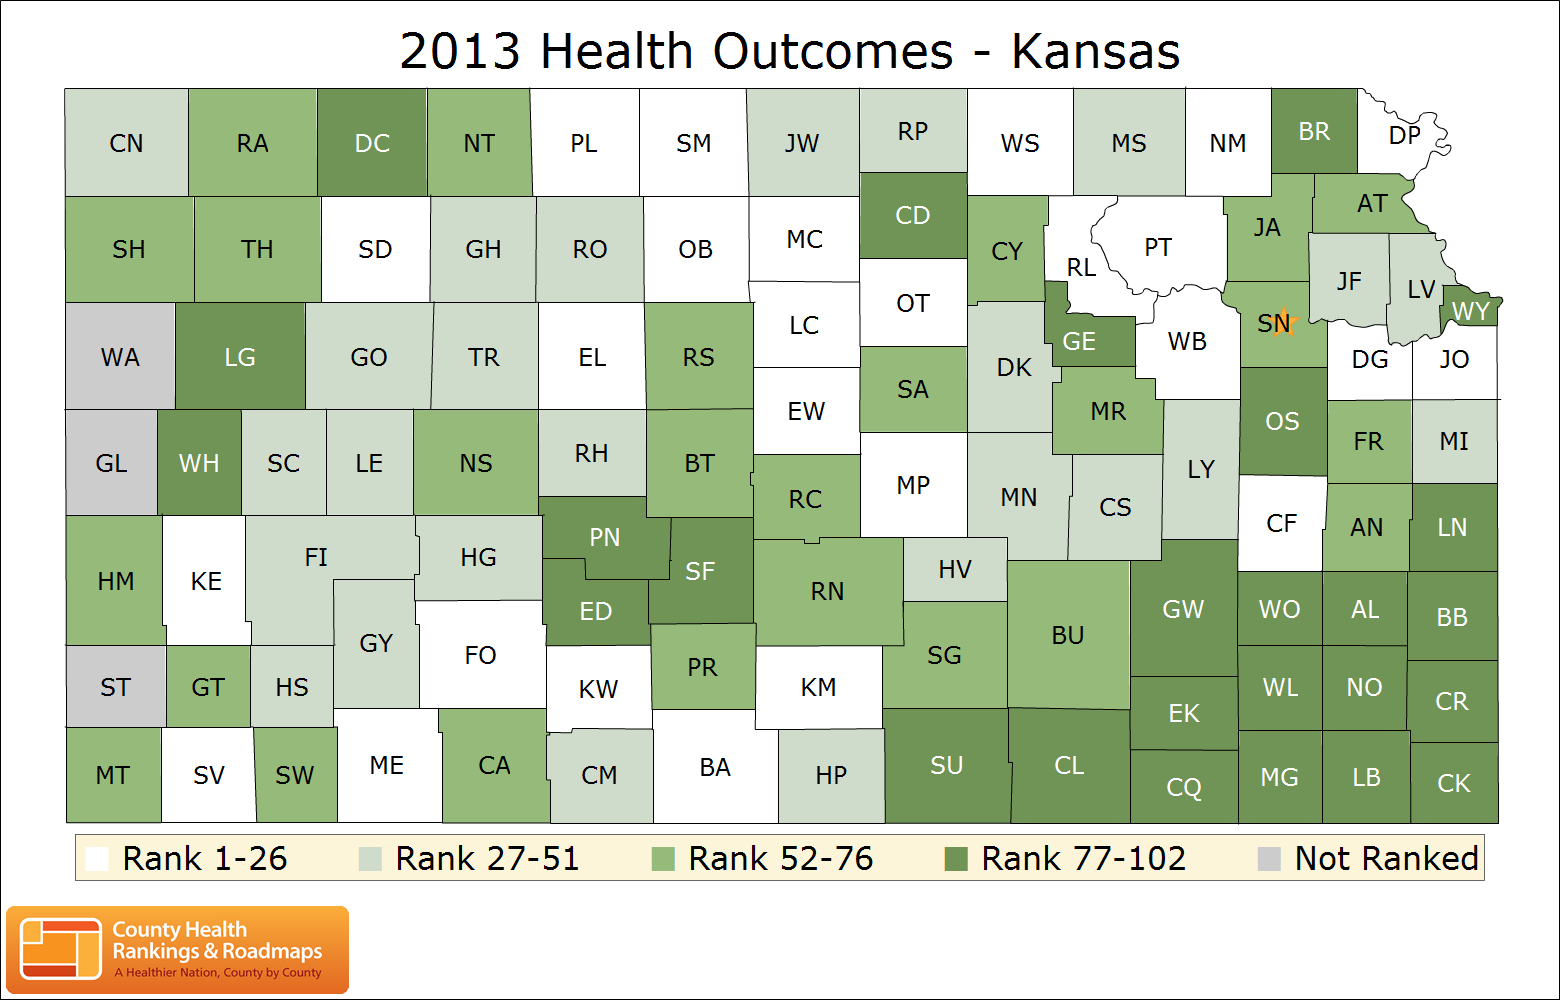 2013 Health Outcomes - Kansas
CN RA DC NT PL SM JW RP WS MS NM BR DP
SH TH SD GH RO OB MC CD CY RL PT JA AT
WA LG GO TR EL RS LC OT DK GE WB SN JF LV WY
EW SA MR OS DG JO
GL WH SC LE NS RH BT RC MP MN CS LY FR MI
HM KE FI HG PN SF RN HV CF AN LN
ED BU GW WO AL BB
ST GT HS GY FO KW PR KM SG EK WL NO CR
MT SV SW ME CA CM BA HP SU CL CQ MG LB CK
Rank 1-26 Rank 27-51 Rank 52-76 Rank 77-102 Not Ranked
County Health
Rankings & Roadmaps
A Healthier Nation, County by County